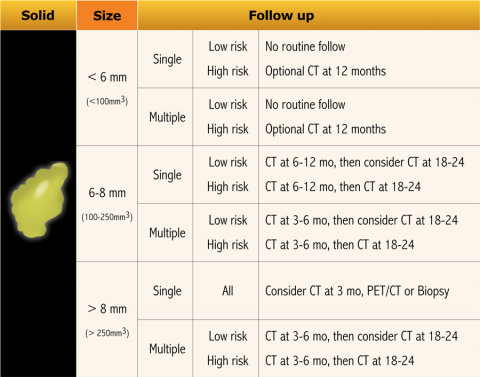 Solid Size Follow up
< 6 mm
(<100mm3)
Single
Low risk No routine follow
High risk Optional CT at 12 months
Multiple
Low risk No routine follow
High risk Optional CT at 12 months
6-8 mm
(100-250mm3)
Single
Low risk CT at 6-12 mo, then consider CT at 18-24
High risk CT at 6-12 mo, then CT at 18-24
Multiple
Low risk CT at 3-6 mo, then consider CT at 18-24
High risk CT at 3-6 mo, then CT at 18-24
> 8 mm
(> 250mm3)
Single
All Consider CT at 3 mo, PET/CT or Biopsy
Multiple
Low risk CT at 3-6 mo, then consider CT at 18-24
High risk CT at 3-6 mo, then CT at 18-24